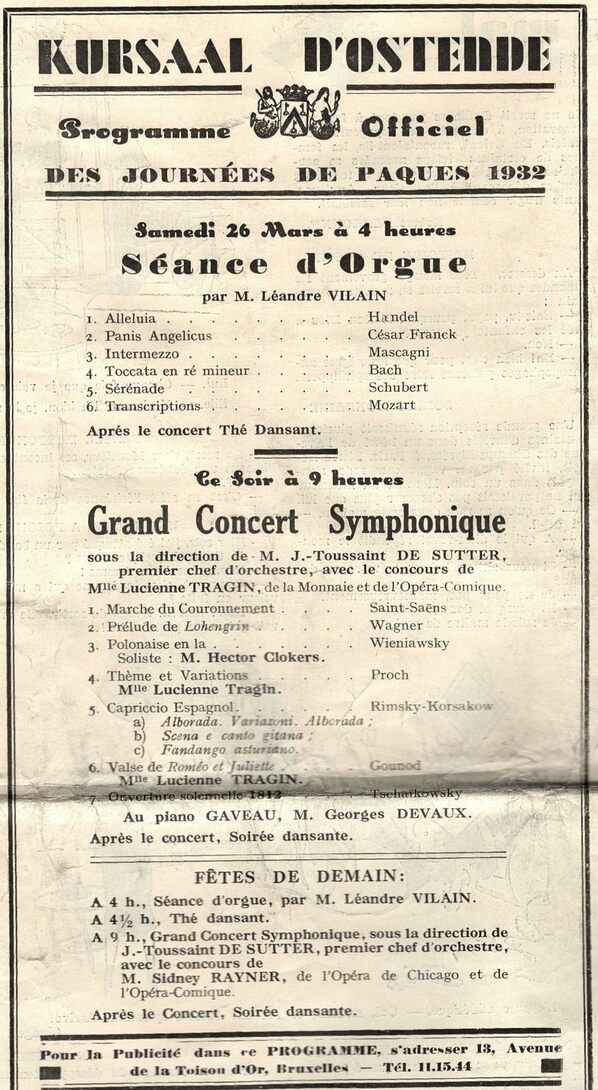 KURSAAL D'OSTENDE
Programme Officiel
DES JOURNÉES DE PAQUES 1932
Samedi 26 Mars à 4 heures
Séance d'Orgue
par M. Léandre VILAIN
1. Alleluia . . . . . . . Hændel
2. Panis Angelicus . . . . . César Franck
3. Intermezzo . . . . . . Mascagni
4. Toccata en ré mineur . . . . Bach
5. Sérénade . . . . . . Schubert
6. Transcriptions . . . . . Mozart
Aprés le concert Thé Dansant.
Ce Soir à 9 heures
Grand Concert Symphonique
sous la direction de M. J.-Toussaint DE SUTTER,
premier chef d'orchestre, avec le concours de
Mlle Lucienne TRAGIN, de la Monnaie et de l'Opéra-Comique.
1. Marche du Couronnement . . . . Saint-Saëns
2. Prélude de Lohengrin . . . . Wagner
3. Polonaise en la . . . . . Wieniawsky
Soliste : M. Hector Clokers.
4. Thème et Variations . . . . . Proch
Mlle Lucienne Tragin.
5. Capriccio Espagnol . . . . . Rimsky-Korsakow
a) Alborada. Variazoni. Alborada ;
b) Scena e canto gitana ;
c) Fandango asturiano.
6. Valse de Roméo et Juliette . . . . Gounod
Mlle Lucienne TRAGIN.
7. Ouverture solennelle 1812 Tschaïkowsky
Au piano GAVEAU, M. Georges DEVAUX.
Après le concert, Soirée dansante.
FÊTES DE DEMAIN:
A 4 h., Séance d'orgue, par M. Léandre VILAIN.
A 4½ h., Thé dansant.
A 9 h., Grand Concert Symphonique, sous la direction de
J.-Toussaint DE SUTTER, premier chef d'orchestre,
avec le concours de
M. Sidney RAYNER, de l'Opéra de Chicago et de
l'Opéra-Comique.
Après le Concert, Soirée dansante.
Pour la Publicité dans ce PROGRAMME, s'adresser 13, Avenue
de la Toison d'Or, Bruxelles — Tél. 11.15.44